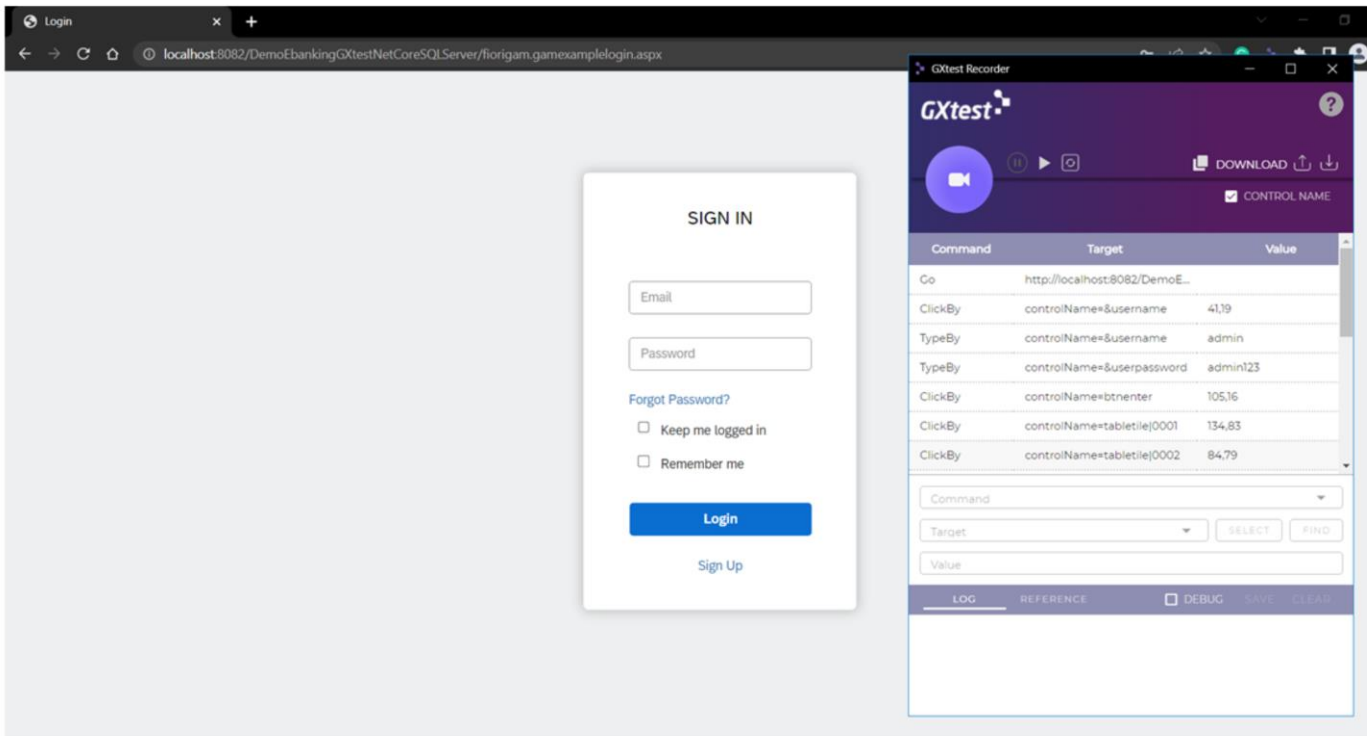 Login
localhost:8082/DemoEbankingGXtestNetCoreSQLServer/fiorigam.gamexamplelogin.aspx
SIGN IN
Email
Password
Forgot Password?
Keep me logged in
Remember me
Login
Sign Up
GXtest Recorder
GXtest
?
DOWNLOAD
CONTROL NAME
Command Target Value
Go http://localhost:8082/DemoE...
ClickBy controlName=&username 41,19
TypeBy controlName=&username admin
TypeBy controlName=&userpassword admin123
ClickBy controlName=btnenter 105,16
ClickBy controlName=tabletile|0001 134,83
ClickBy controlName=tabletile|0002 84,79
Command
Target SELECT FIND
Value
LOG REFERENCE DEBUG SAVE CLEAR